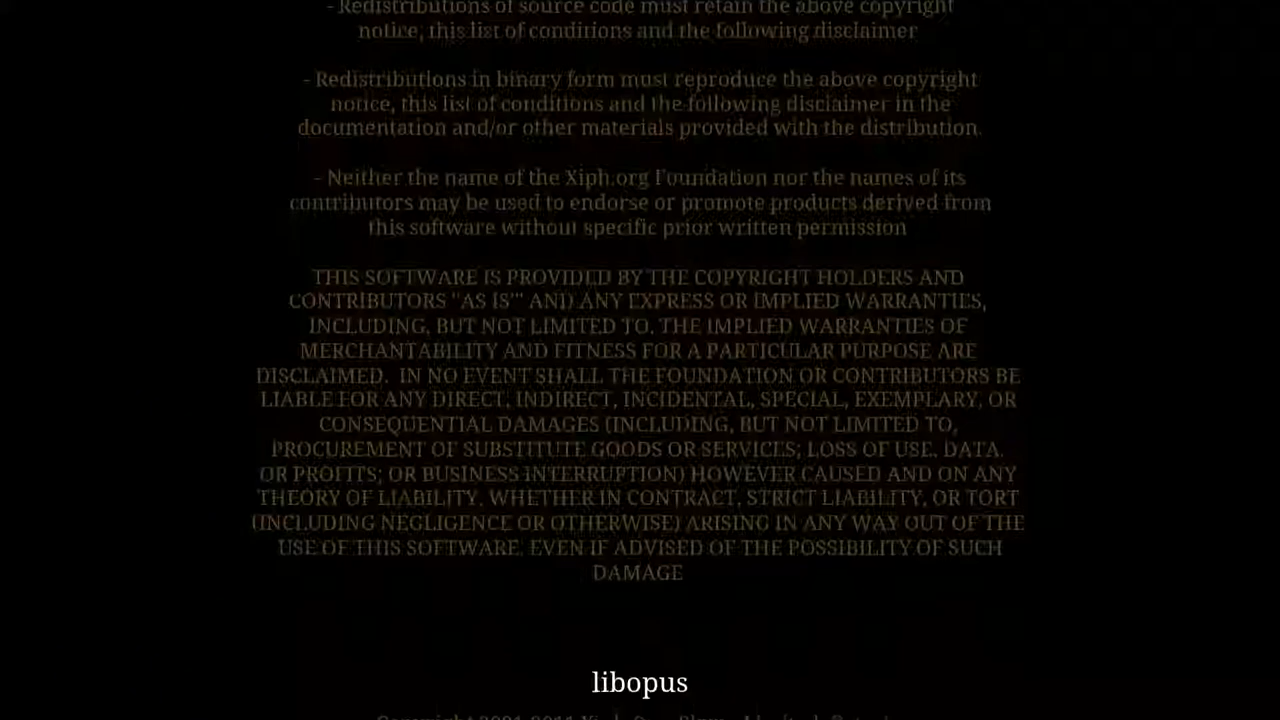 - Redistributions of source code must retain the above copyright
notice, this list of conditions and the following disclaimer
- Redistributions in binary form must reproduce the above copyright
notice, this list of conditions and the following disclaimer in the
documentation and/or other materials provided with the distribution.
- Neither the name of the Xiph.org Foundation nor the names of its
contributors may be used to endorse or promote products derived from
this software without specific prior written permission
THIS SOFTWARE IS PROVIDED BY THE COPYRIGHT HOLDERS AND
CONTRIBUTORS "AS IS"" AND ANY EXPRESS OR IMPLIED WARRANTIES,
INCLUDING, BUT NOT LIMITED TO, THE IMPLIED WARRANTIES OF
MERCHANTABILITY AND FITNESS FOR A PARTICULAR PURPOSE ARE
DISCLAIMED.  IN NO EVENT SHALL THE FOUNDATION OR CONTRIBUTORS BE
LIABLE FOR ANY DIRECT, INDIRECT, INCIDENTAL, SPECIAL, EXEMPLARY, OR
CONSEQUENTIAL DAMAGES (INCLUDING, BUT NOT LIMITED TO,
PROCUREMENT OF SUBSTITUTE GOODS OR SERVICES; LOSS OF USE, DATA,
OR PROFITS; OR BUSINESS INTERRUPTION) HOWEVER CAUSED AND ON ANY
THEORY OF LIABILITY, WHETHER IN CONTRACT, STRICT LIABILITY, OR TORT
(INCLUDING NEGLIGENCE OR OTHERWISE) ARISING IN ANY WAY OUT OF THE
USE OF THIS SOFTWARE, EVEN IF ADVISED OF THE POSSIBILITY OF SUCH
DAMAGE
libopus
Copyright